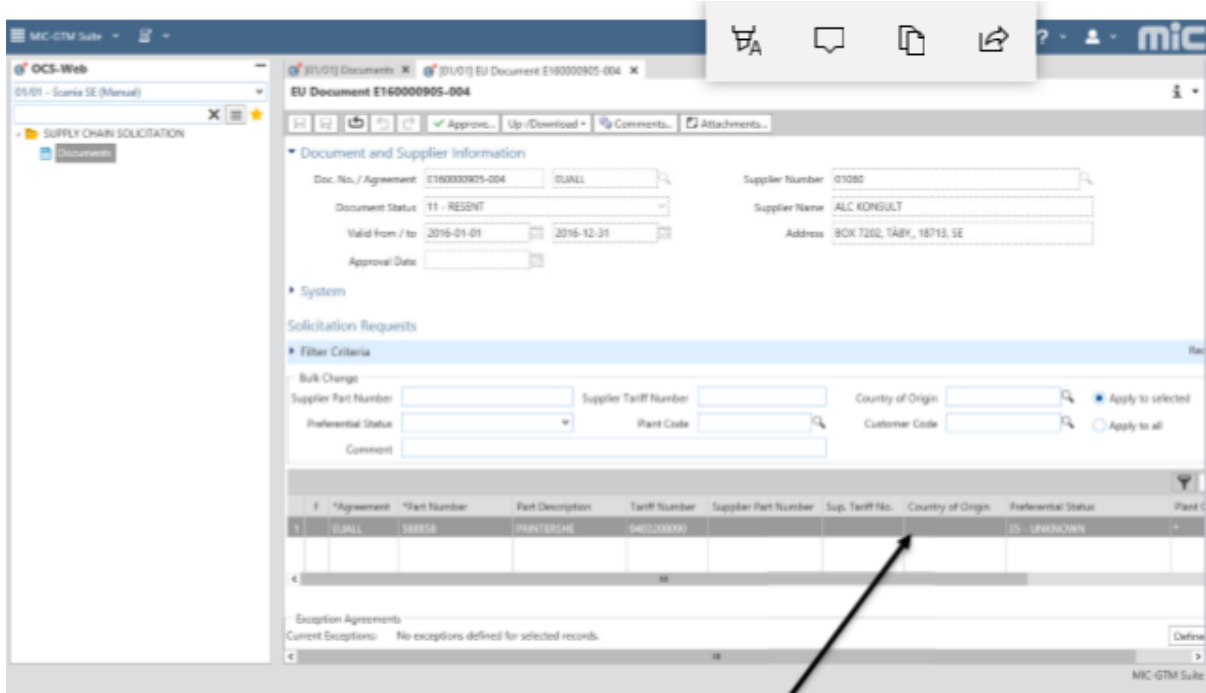 MIC-GTM Suite
?
mic
OCS-Web
01/01 - Scania SE (Manual)
SUPPLY CHAIN SOLICITATION
Documents
[01/01] Documents
[01/01] EU Document E160000905-004
EU Document E160000905-004
Approve...
Up-/Download
Comments...
Attachments...
Document and Supplier Information
Doc. No. / Agreement E160000905-004 EUALL Supplier Number 01080
Document Status 11 - RESENT Supplier Name ALC KONSULT
Valid from / to 2016-01-01 2016-12-31 Address BOX 7202, TÄBY,, 18713, SE
Approval Date
System
Solicitation Requests
Filter Criteria
Bulk Change
Supplier Part Number Supplier Tariff Number Country of Origin Apply to selected
Preferential Status Plant Code Customer Code Apply to all
Comment
*Agreement *Part Number Part Description Tariff Number Supplier Part Number Sup. Tariff No. Country of Origin Preferential Status Plant
1 EUALL 588858 PRINTERSHE 9403200090 35 - UNKNOWN *
Exception Agreements
Current Exceptions: No exceptions defined for selected records. Define
MIC-GTM Suite